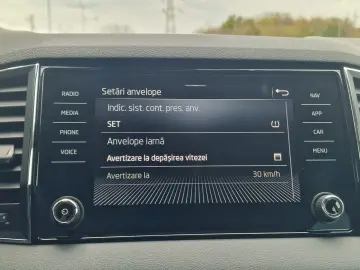 Setări anvelope
RADIO
MEDIA
PHONE
VOICE
Indic. sist. cont. pres. anv.
SET
Anvelope iarnă
Avertizare la depășirea vitezei
Avertizare la 30 km/h
NAV
APP
CAR
MENU